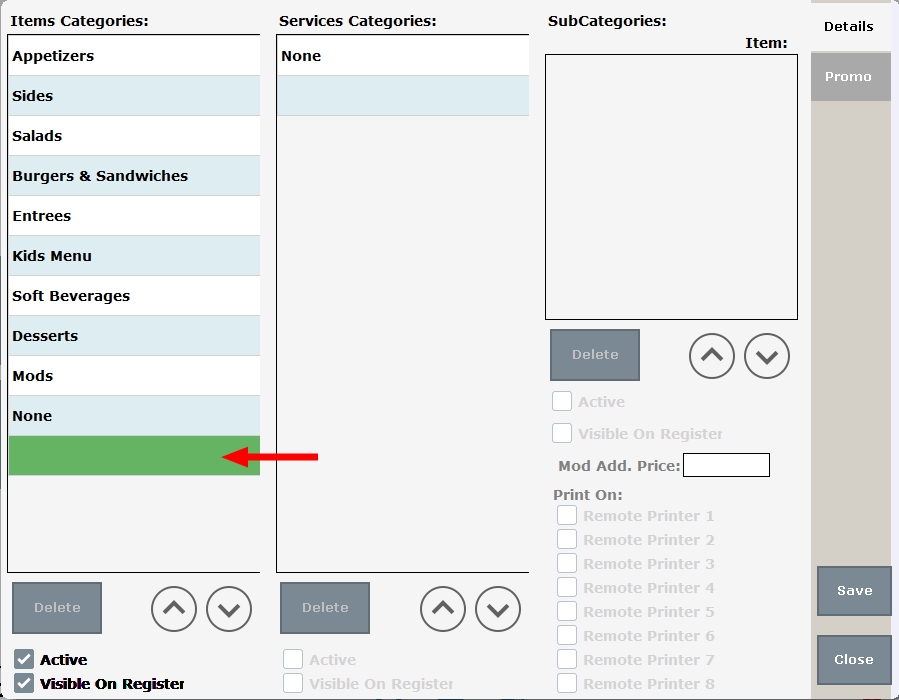 Items Categories:
Appetizers
Sides
Salads
Burgers & Sandwiches
Entrees
Kids Menu
Soft Beverages
Desserts
Mods
None
Delete
Active
Visible On Register
Services Categories:
None
Delete
Active
Visible On Register
SubCategories:
Item:
Delete
Active
Visible On Register
Mod Add. Price:
Print On:
Remote Printer 1
Remote Printer 2
Remote Printer 3
Remote Printer 4
Remote Printer 5
Remote Printer 6
Remote Printer 7
Remote Printer 8
Details
Promo
Save
Close